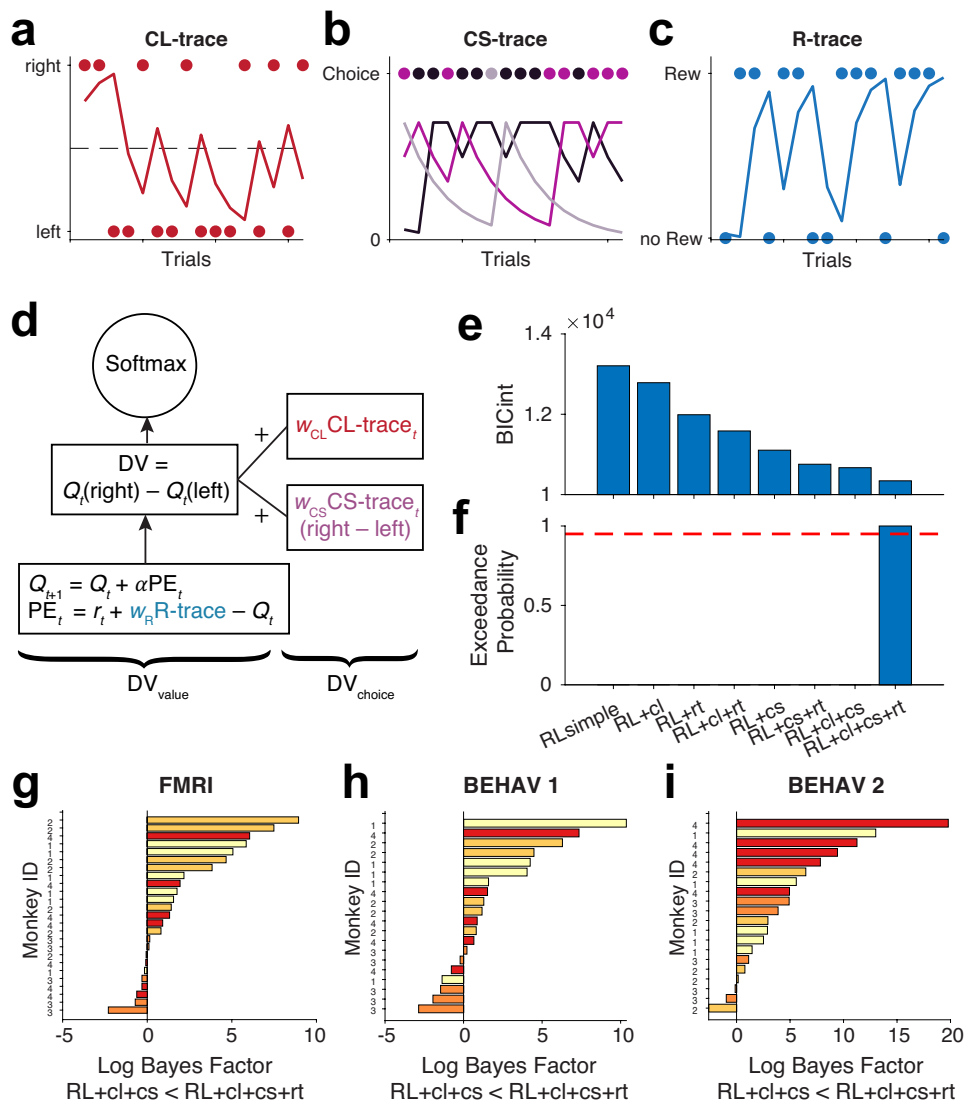 a
CL-trace
right
left
Trials
b
CS-trace
Choice
0
Trials
c
R-trace
Rew
no Rew
Trials
d
Softmax
DV =
Qt(right) – Qt(left)
+
wCLCL-tracet
+
wCSCS-tracet
(right – left)
Qt+1 = Qt + αPEt
PEt = rt + wRR-trace – Qt
DVvalue
DVchoice
e
×10^4
1.4
1.2
1
BICint
f
1
0.5
0
Exceedance
Probability
RLsimple
RL+cl
RL+rt
RL+cl+rt
RL+cs
RL+cs+rt
RL+cl+cs
RL+cl+cs+rt
g
FMRI
Monkey ID
-5 0 5 10
Log Bayes Factor
RL+cl+cs < RL+cl+cs+rt
h
BEHAV 1
Monkey ID
-5 0 5 10
Log Bayes Factor
RL+cl+cs < RL+cl+cs+rt
i
BEHAV 2
Monkey ID
0 5 10 15 20
Log Bayes Factor
RL+cl+cs < RL+cl+cs+rt